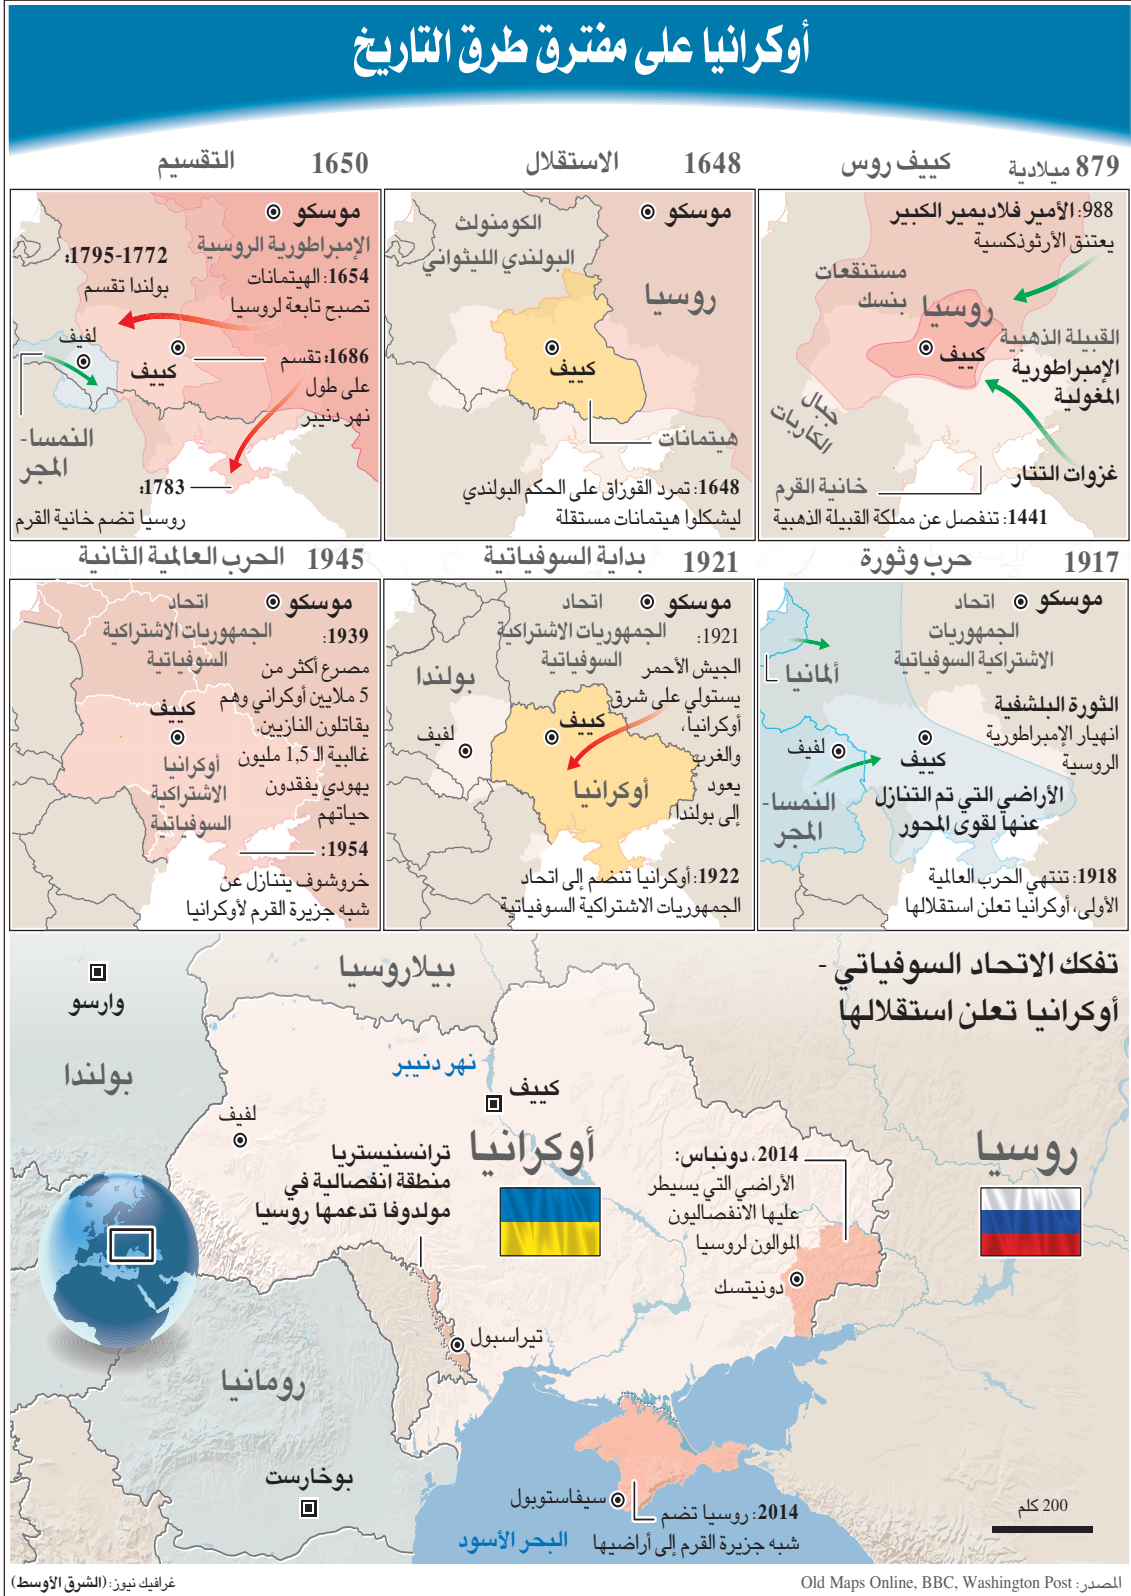 أوكرانيا على مفترق طرق التاريخ
879 ميلادية كييف روس
988: الأمير فلاديمير الكبير
يعتنق الأرثوذكسية
مستنقعات
بنسك
روسيا
القبيلة الذهبية
كييف
الإمبراطورية
المغولية
جبال
الكاربات
غزوات التتار
خانية القرم
1441: تنفصل عن مملكة القبيلة الذهبية
1648 الاستقلال
موسكو
الكومنولث
البولندي الليثواني
روسيا
كييف
هيتمانات
1648: تمرد القوزاق على الحكم البولندي
ليشكلوا هيتمانات مستقلة
1650 التقسيم
موسكو
الإمبراطورية الروسية
1795-1772:
بولندا تقسم
1654: الهيتمانات
تصبح تابعة لروسيا
لفيف
كييف
1686: تقسم
على طول
نهر دنيبر
النمسا-
المجر
1783:
روسيا تضم خانية القرم
1917 حرب وثورة
موسكو
اتحاد
الجمهوريات
الاشتراكية السوفياتية
ألمانيا
الثورة البلشفية
انهيار الإمبراطورية
الروسية
لفيف
كييف
النمسا-
المجر
الأراضي التي تم التنازل
عنها لقوى المحور
1918: تنتهي الحرب العالمية
الأولى، أوكرانيا تعلن استقلالها
1921 بداية السوفياتية
موسكو
اتحاد
الجمهوريات الاشتراكية
السوفياتية
1921:
الجيش الأحمر
يستولي على شرق
أوكرانيا،
والغرب
يعود
إلى بولندا
بولندا
كييف
لفيف
أوكرانيا
1922: أوكرانيا تنضم إلى اتحاد
الجمهوريات الاشتراكية السوفياتية
1945 الحرب العالمية الثانية
موسكو
اتحاد
الجمهوريات الاشتراكية
السوفياتية
1939:
مصرع أكثر من
5 ملايين أوكراني وهم
يقاتلون النازيين.
غالبية الـ 1,5 مليون
يهودي يفقدون
حياتهم
كييف
أوكرانيا
الاشتراكية
السوفياتية
1954:
خروشوف يتنازل عن
شبه جزيرة القرم لأوكرانيا
تفكك الاتحاد السوفياتي -
أوكرانيا تعلن استقلالها
بيلاروسيا
وارسو
بولندا
نهر دنيبر
كييف
لفيف
أوكرانيا
روسيا
ترانسنيستريا
منطقة انفصالية في
مولدوفا تدعمها روسيا
2014، دونباس:
الأراضي التي يسيطر
عليها الانفصاليون
الموالون لروسيا
دونيتسك
تيراسبول
رومانيا
بوخارست
سيفاستوبول
2014: روسيا تضم
شبه جزيرة القرم إلى أراضيها
البحر الأسود
200 كلم
المصدر: Old Maps Online, BBC, Washington Post
غرافيك نيوز: (الشرق الأوسط)